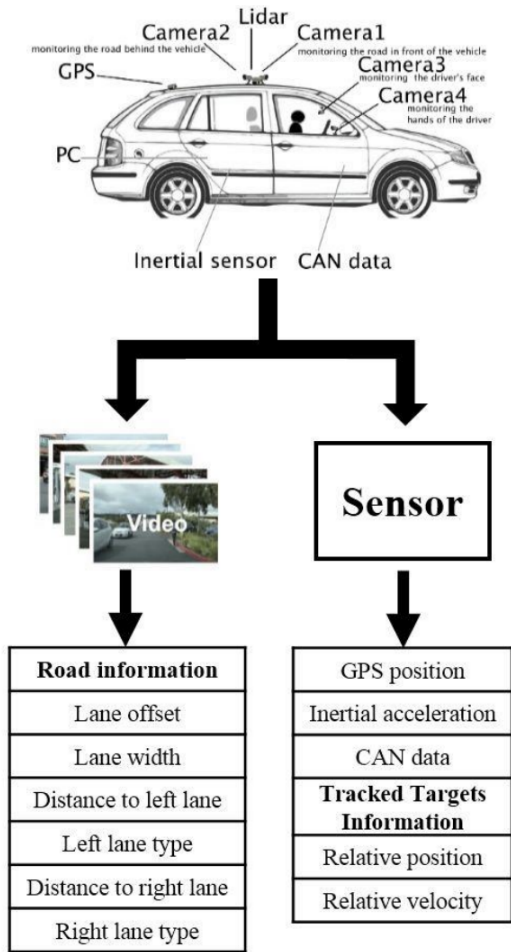 Lidar
Camera2
monitoring the road behind the vehicle
Camera1
monitoring the road in front of the vehicle
GPS
Camera3
monitoring the driver's face
Camera4
monitoring the
hands of the driver
PC
Inertial sensor
CAN data
Video
Sensor
Road information
Lane offset
Lane width
Distance to left lane
Left lane type
Distance to right lane
Right lane type
GPS position
Inertial acceleration
CAN data
Tracked Targets
Information
Relative position
Relative velocity